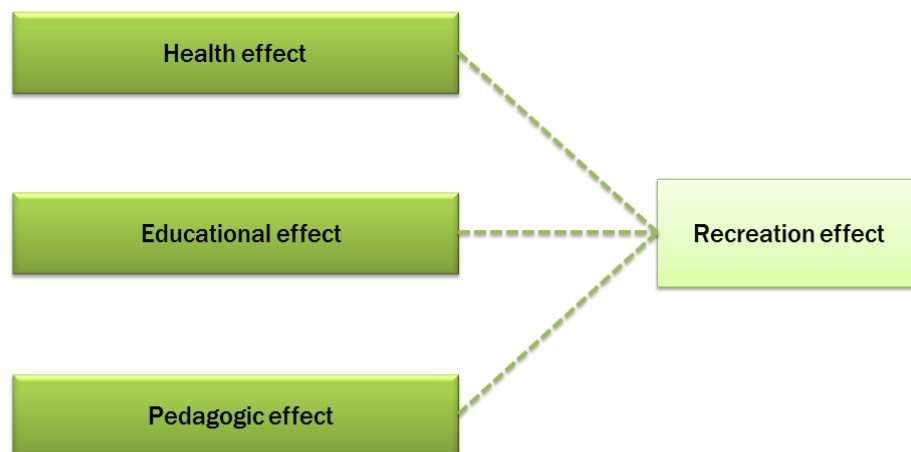 Health effect
Educational effect
Recreation effect
Pedagogic effect